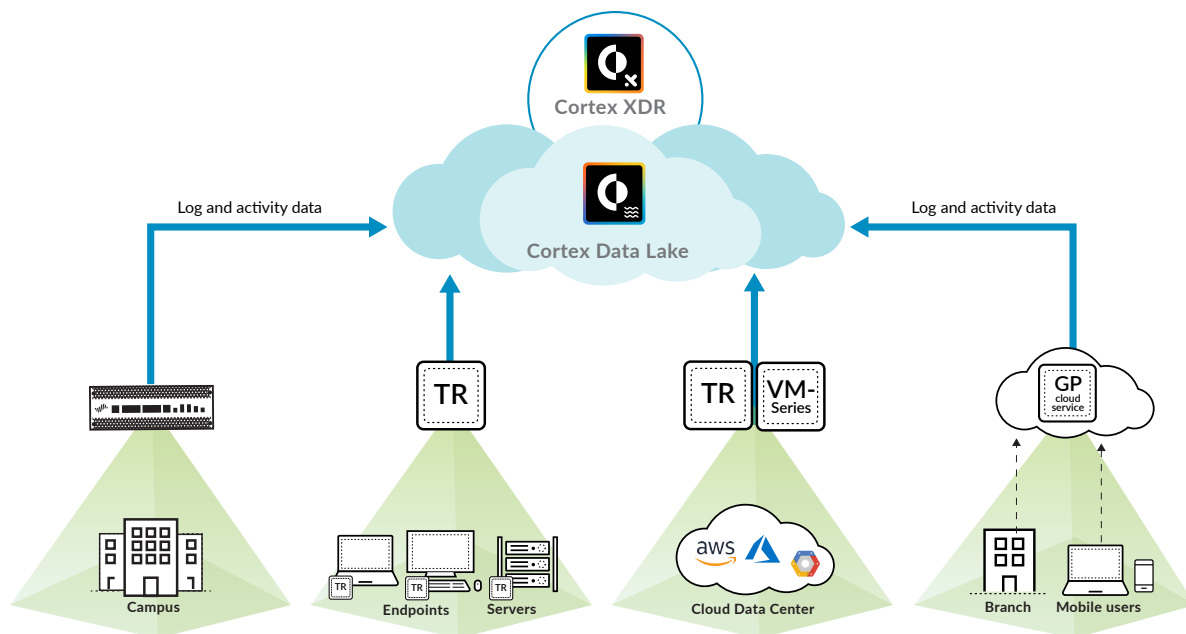 Cortex XDR
Log and activity data
Log and activity data
Cortex Data Lake
TR
TR
VM-
Series
GP
cloud
service
aws
TR
TR
TR
Campus
Endpoints
Servers
Cloud Data Center
Branch
Mobile users